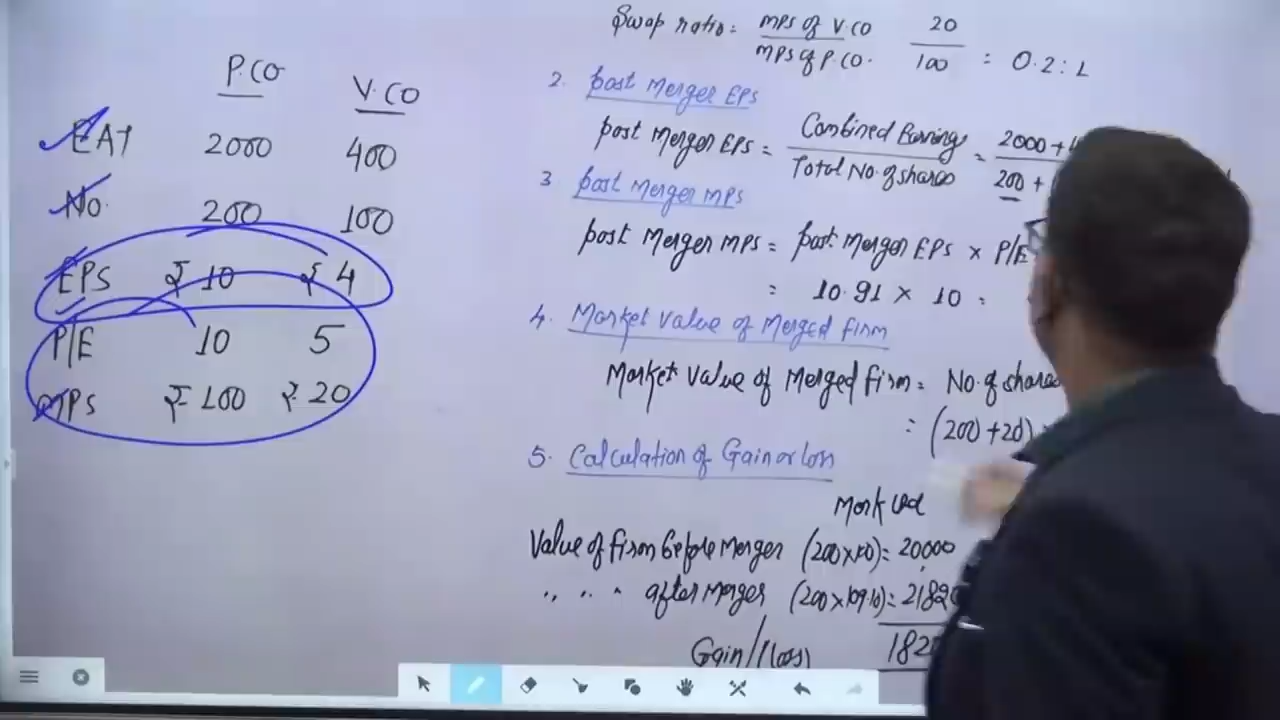 P.CO V.CO
EAT 2000 400
No. 200 100
EPS ₹ 10 ₹ 4
P/E 10 5
MPS ₹ 100 ₹ 20
Swap ratio = MPS of V.CO / MPS of P.CO. 20 / 100 = 0.2 : 1
2. Post Merger EPS
Post Merger EPS = Combined Earnings / Total No. of shares = 2000 + / 200 +
3 Post Merger MPS
Post Merger MPS = Post Merger EPS × P/E
= 10.91 × 10 =
4. Market Value of Merged firm
Market Value of Merged firm = No. of shares
= (200 + 20)
5. Calculation of Gain or Loss
Value of firm before Merger (200×100) = 20000
,, ,, ,, after Merger (200×109.10) = 2182
Gain/(Loss) 182